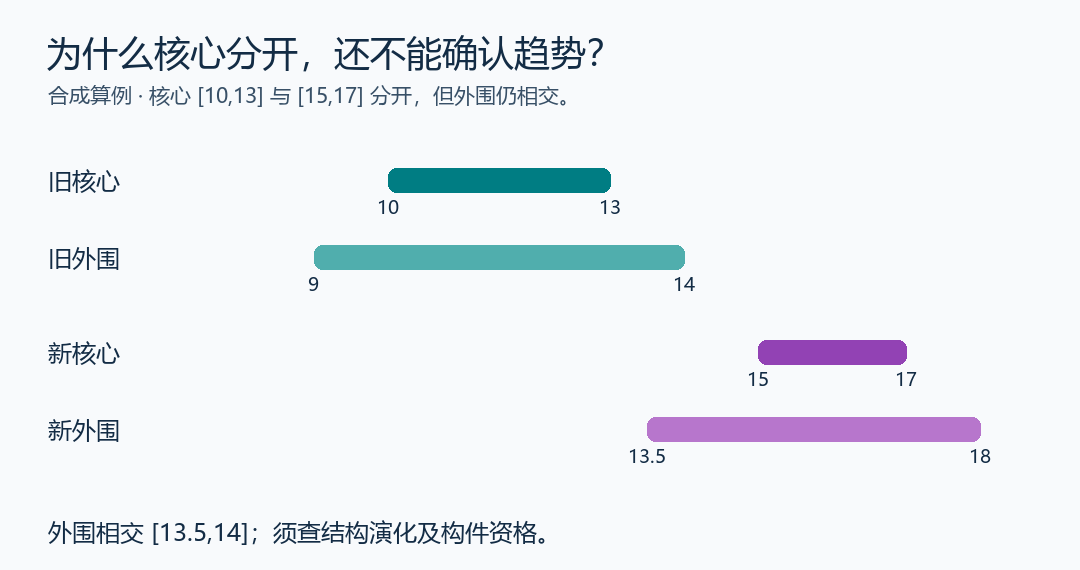 为什么核心分开，还不能确认趋势？
合成算例 · 核心 [10,13] 与 [15,17] 分开，但外围仍相交。
旧核心
10 13
旧外围
9 14
新核心
15 17
新外围
13.5 18
外围相交 [13.5,14]；须查结构演化及构件资格。